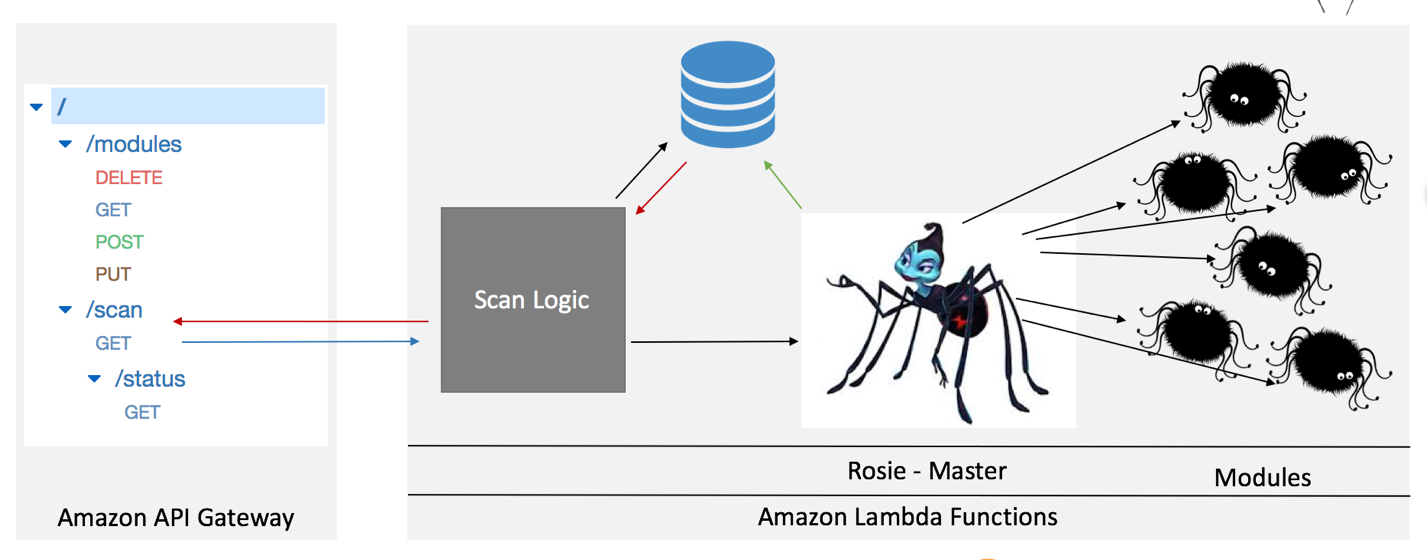 /
/modules
DELETE
GET
POST
PUT
/scan
GET
/status
GET
Amazon API Gateway
Scan Logic
Rosie - Master
Modules
Amazon Lambda Functions